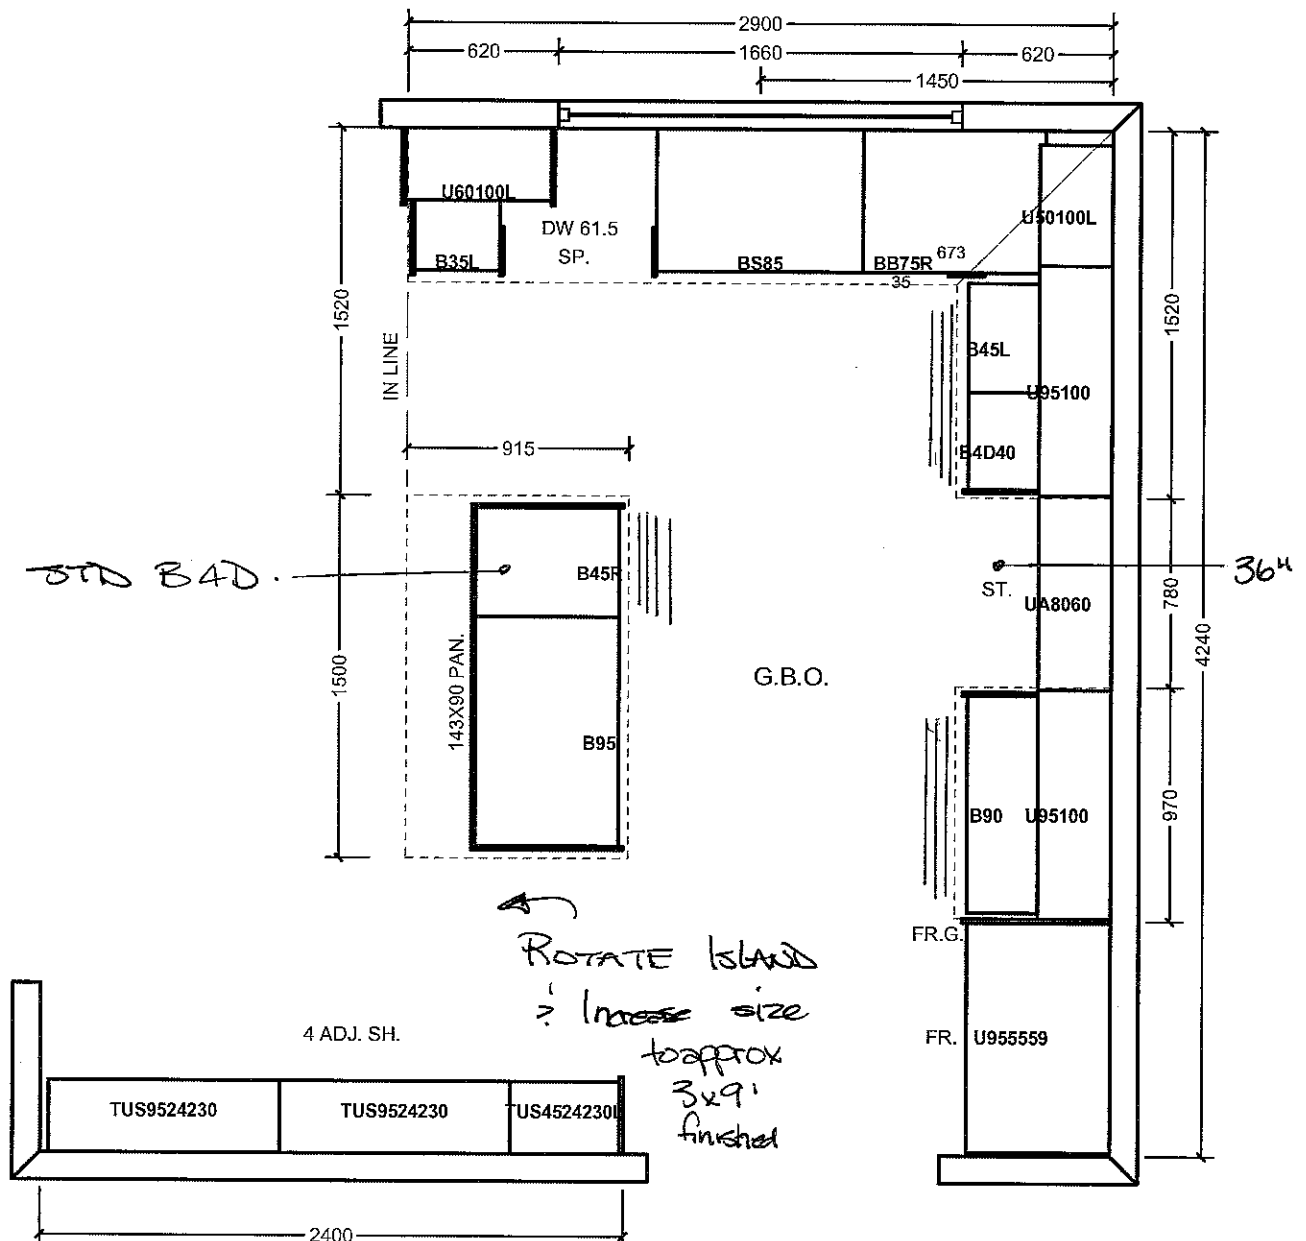 2900
620
1660
620
1450
U60100L
DW 61.5
SP.
B35L
BS85
BB75R
673
35
U50100L
1520
IN LINE
1520
B45L
U95100
B4D40
915
STD B4D.
B45R
36"
ST.
UA8060
780
4240
1500
143X90 PAN.
G.B.O.
B95
B90
U95100
970
FR.G.
ROTATE ISLAND
Increase size
to approx
3x9'
finished
4 ADJ. SH.
FR.
U955559
TUS9524230
TUS9524230
TUS4524230L
2400